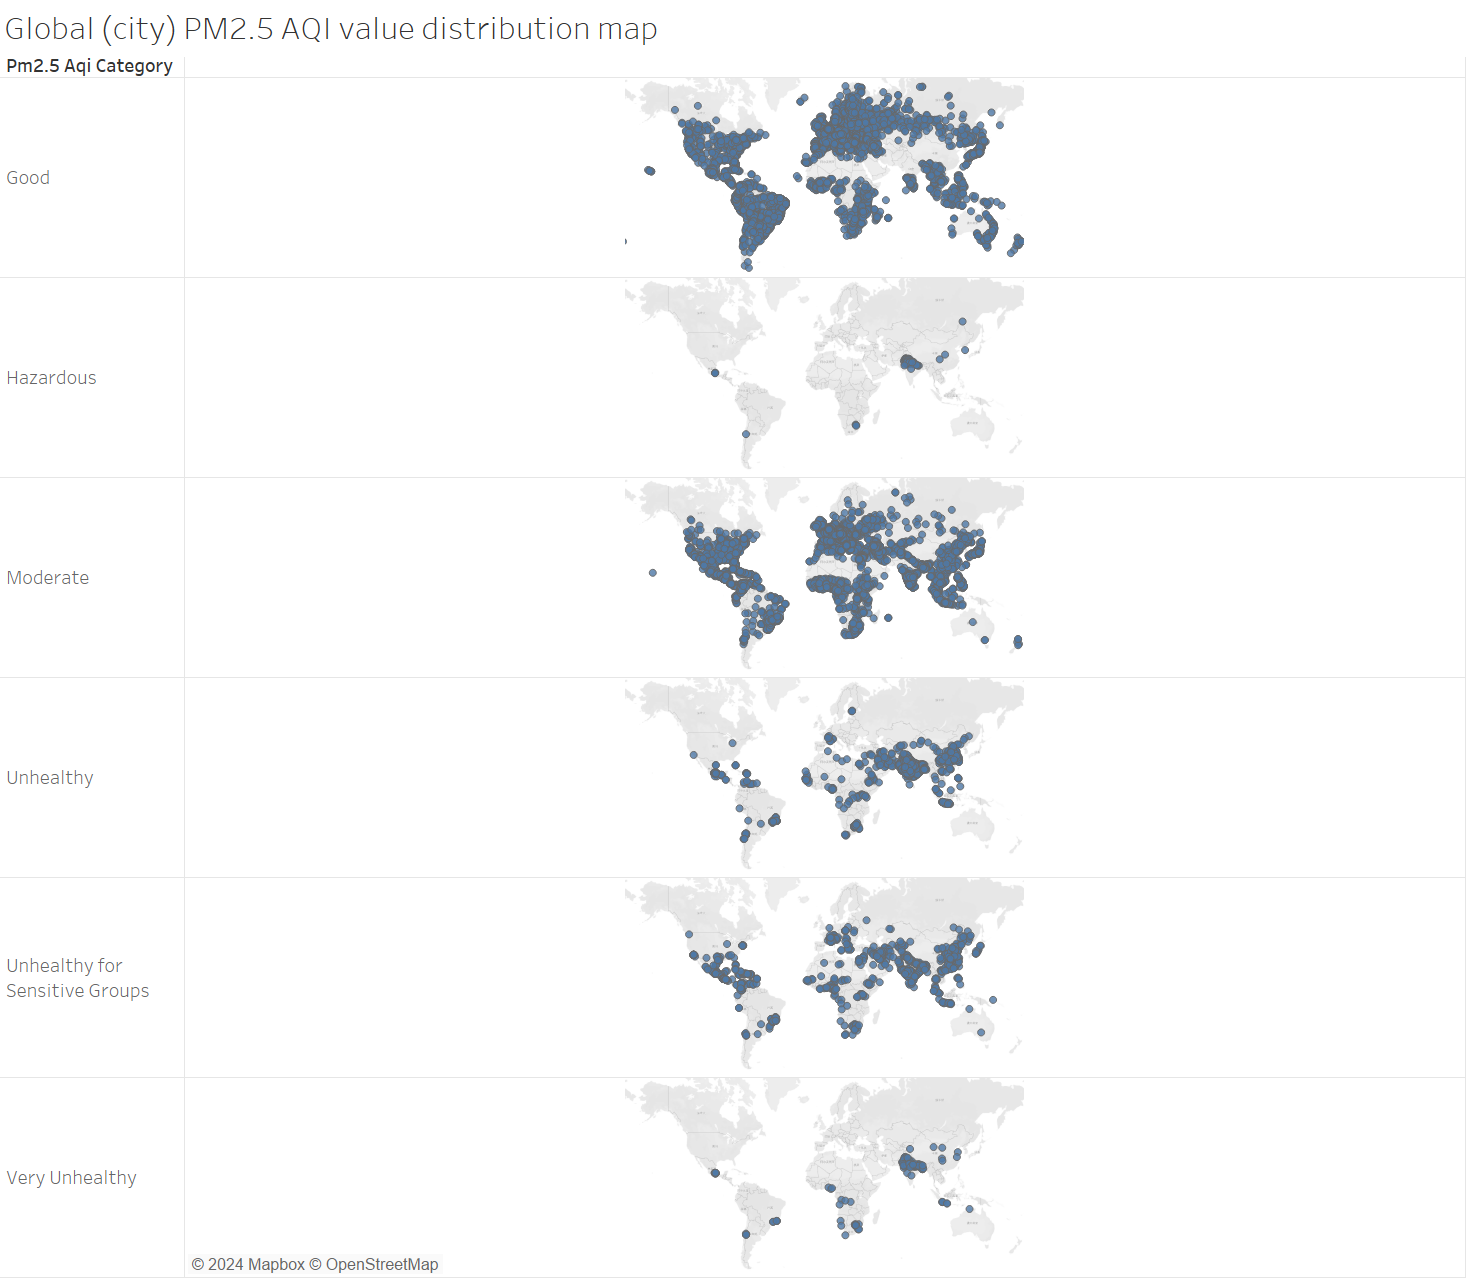 Global (city) PM2.5 AQI value distribution map
Pm2.5 Aqi Category
Good
Hazardous
Moderate
Unhealthy
Unhealthy for
Sensitive Groups
Very Unhealthy
© 2024 Mapbox © OpenStreetMap